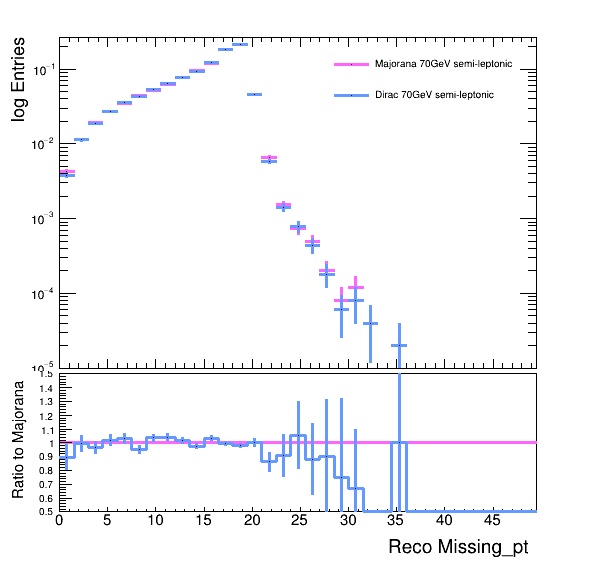 log Entries
10⁻¹
10⁻²
10⁻³
10⁻⁴
10⁻⁵
Majorana 70GeV semi-leptonic
Dirac 70GeV semi-leptonic
Ratio to Majorana
1.5
1.4
1.3
1.2
1.1
1
0.9
0.8
0.7
0.6
0.5
0 5 10 15 20 25 30 35 40 45
Reco Missing_pt